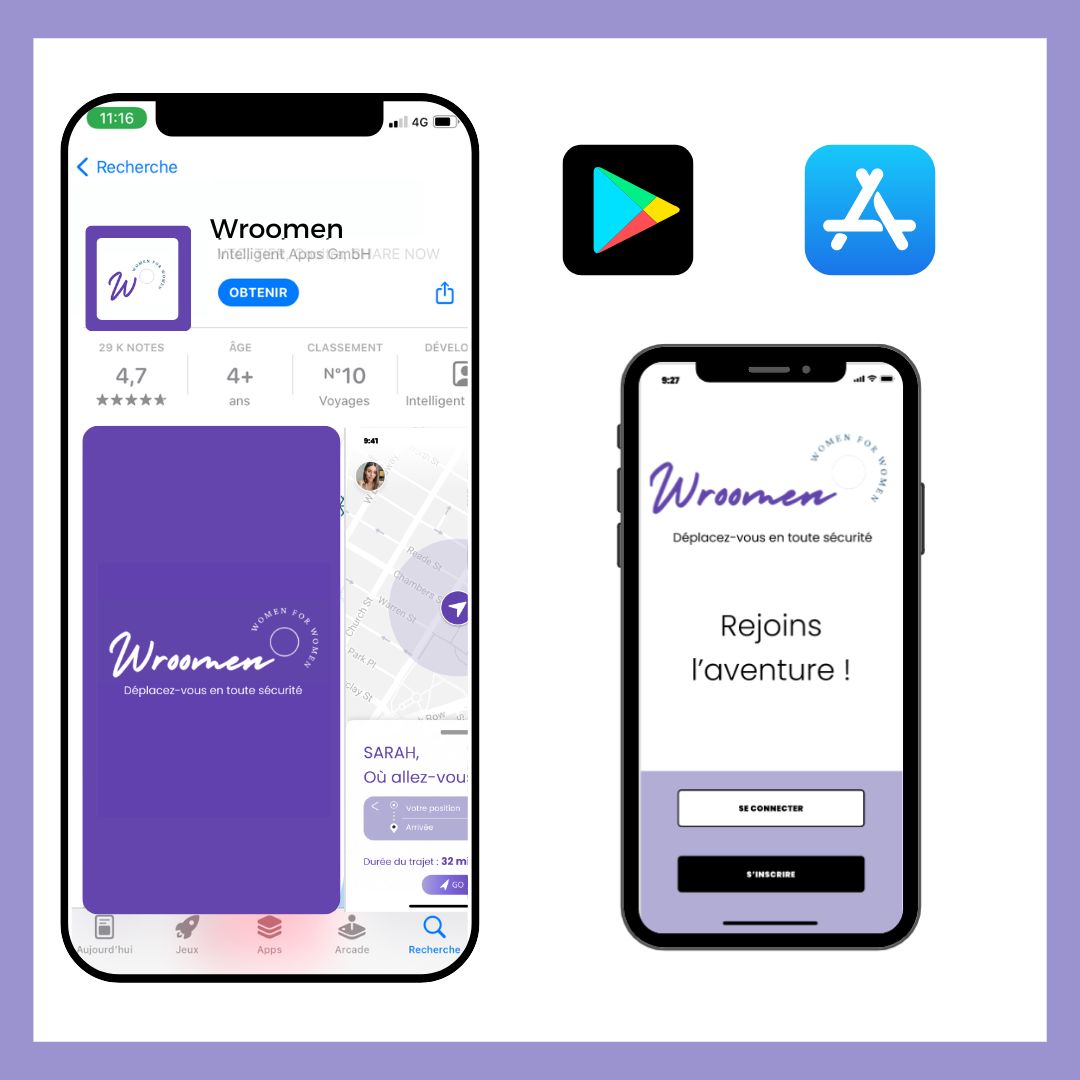 11:16
4G
Recherche
Wroomen
Intelligent Apps GmbH
SHARE NOW
W
WOMEN FOR WOMEN
OBTENIR
29 K NOTES
ÂGE
CLASSEMENT
DÉVELO
4,7
4+
N°10
ans
Voyages
Intelligent
WOMEN FOR WOMEN
Wroomen
Déplacez-vous en toute sécurité
9:41
Reade St
Chambers St
Warren St
Church St
Park Pl
clay St
Row
SARAH,
Où allez-vous
Votre position
Arrivée
Durée du trajet : 32 mi
GO
Aujourd'hui
Jeux
Apps
Arcade
Recherche
9:27
WOMEN FOR WOMEN
Wroomen
Déplacez-vous en toute sécurité
Rejoins
l'aventure !
SE CONNECTER
S'INSCRIRE